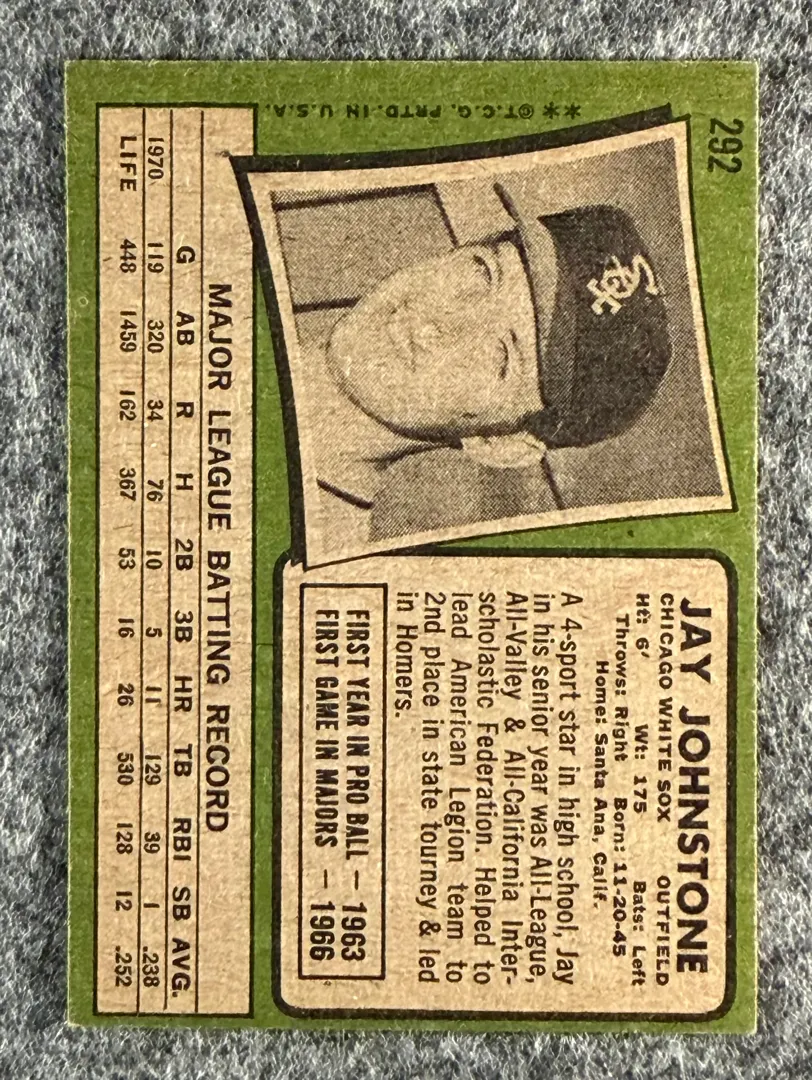 292
** ©T.C.G. PRTD. IN U.S.A.
Sox
JAY JOHNSTONE
CHICAGO WHITE SOX OUTFIELD
Ht: 6' Wt: 175 Bats: Left
Throws: Right Born: 11-20-45
Home: Santa Ana, Calif.
A 4-sport star in high school, Jay
in his senior year was All-League,
All-Valley & All-California Inter-
scholastic Federation. Helped to
lead American Legion team to
2nd place in state tourney & led
in Homers.
FIRST YEAR IN PRO BALL — 1963
FIRST GAME IN MAJORS — 1966
MAJOR LEAGUE BATTING RECORD
G AB R H 2B 3B HR TB RBI SB AVG.
1970 119 320 34 76 10 5 11 129 39 1 .238
LIFE 448 1459 162 367 53 16 26 530 128 12 .252